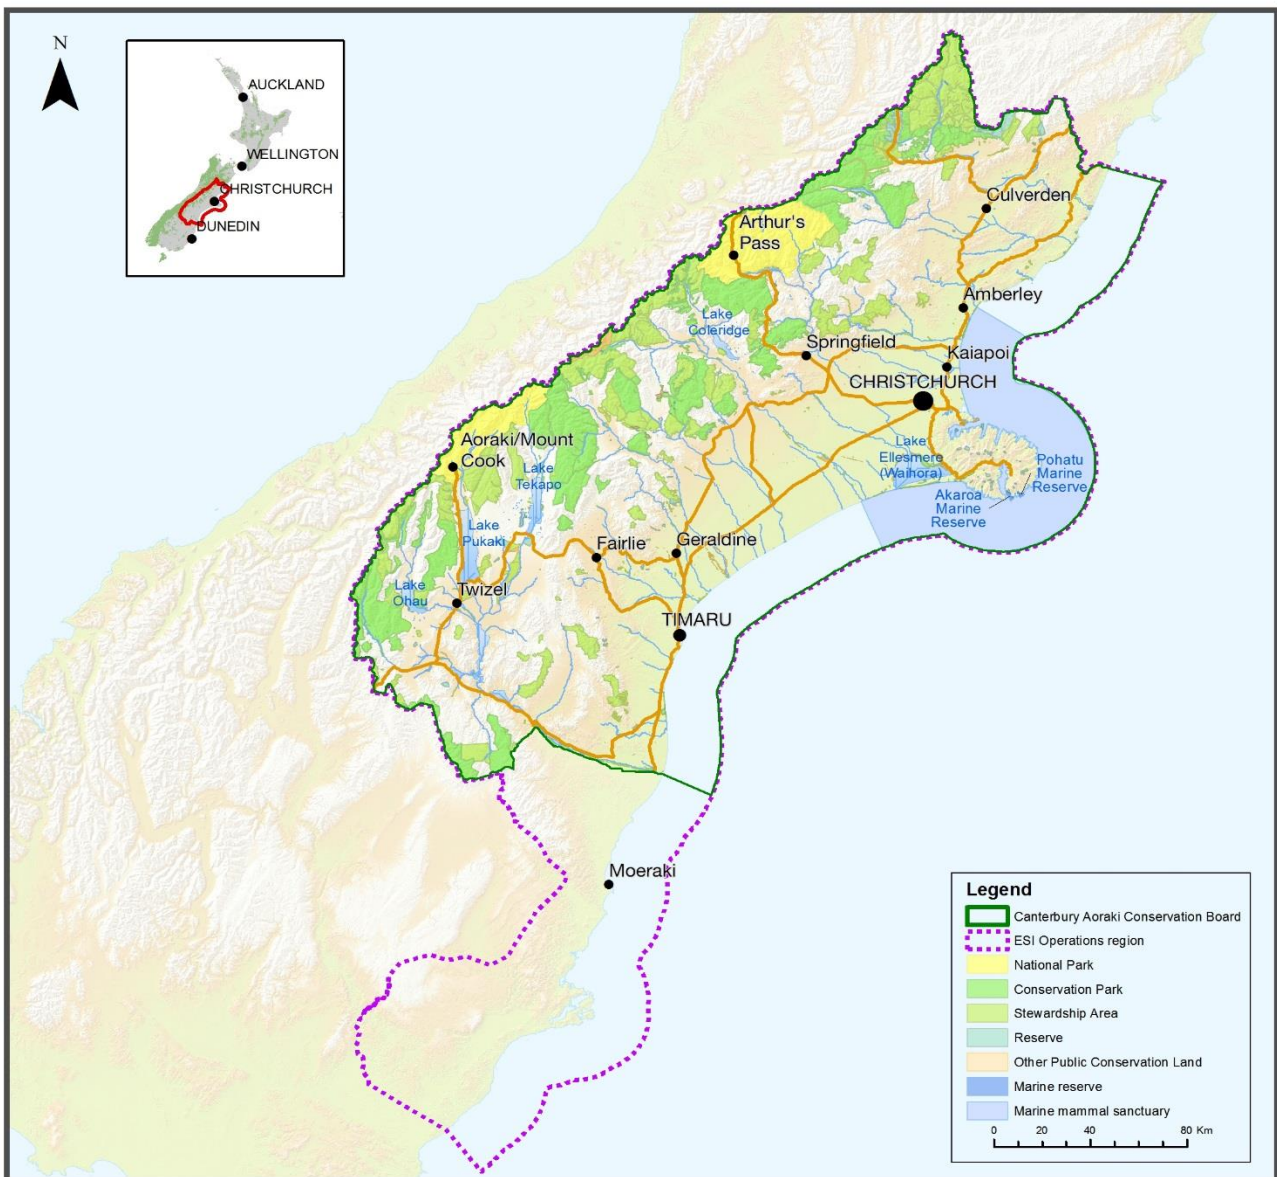 N
AUCKLAND
WELLINGTON
CHRISTCHURCH
DUNEDIN
Culverden
Arthur's
Pass
Amberley
Lake
Coleridge
Springfield
Kaiapoi
CHRISTCHURCH
Aoraki/Mount
Cook
Lake
Tekapo
Lake
Ellesmere
(Waihora)
Pohatu
Marine
Reserve
Akaroa
Marine
Reserve
Lake
Pukaki
Fairlie
Geraldine
Lake
Ohau
Twizel
TIMARU
Moeraki
Legend
Canterbury Aoraki Conservation Board
ESI Operations region
National Park
Conservation Park
Stewardship Area
Reserve
Other Public Conservation Land
Marine reserve
Marine mammal sanctuary
0 20 40 80 Km